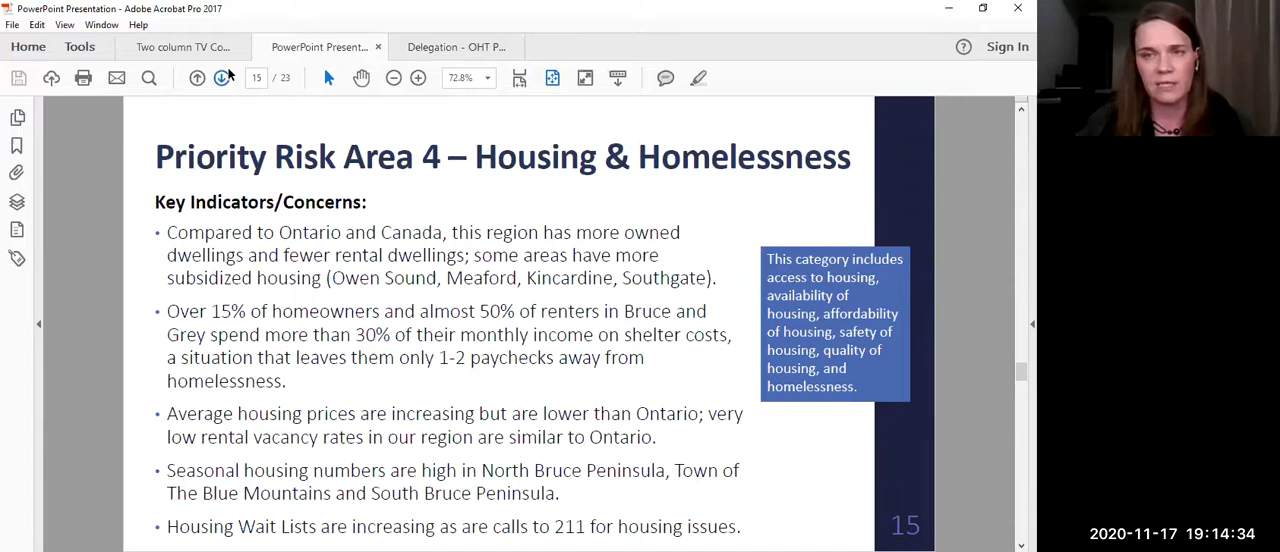 PowerPoint Presentation - Adobe Acrobat Pro 2017
File Edit View Window Help
Home Tools Two column TV Co... PowerPoint Present... × Delegation - OHT P... Sign In
15 / 23 72.8%
Priority Risk Area 4 – Housing & Homelessness
Key Indicators/Concerns:
• Compared to Ontario and Canada, this region has more owned
dwellings and fewer rental dwellings; some areas have more
subsidized housing (Owen Sound, Meaford, Kincardine, Southgate).
• Over 15% of homeowners and almost 50% of renters in Bruce and
Grey spend more than 30% of their monthly income on shelter costs,
a situation that leaves them only 1-2 paychecks away from
homelessness.
• Average housing prices are increasing but are lower than Ontario; very
low rental vacancy rates in our region are similar to Ontario.
• Seasonal housing numbers are high in North Bruce Peninsula, Town of
The Blue Mountains and South Bruce Peninsula.
• Housing Wait Lists are increasing as are calls to 211 for housing issues.
This category includes
access to housing,
availability of
housing, affordability
of housing, safety of
housing, quality of
housing, and
homelessness.
15
2020-11-17 19:14:34